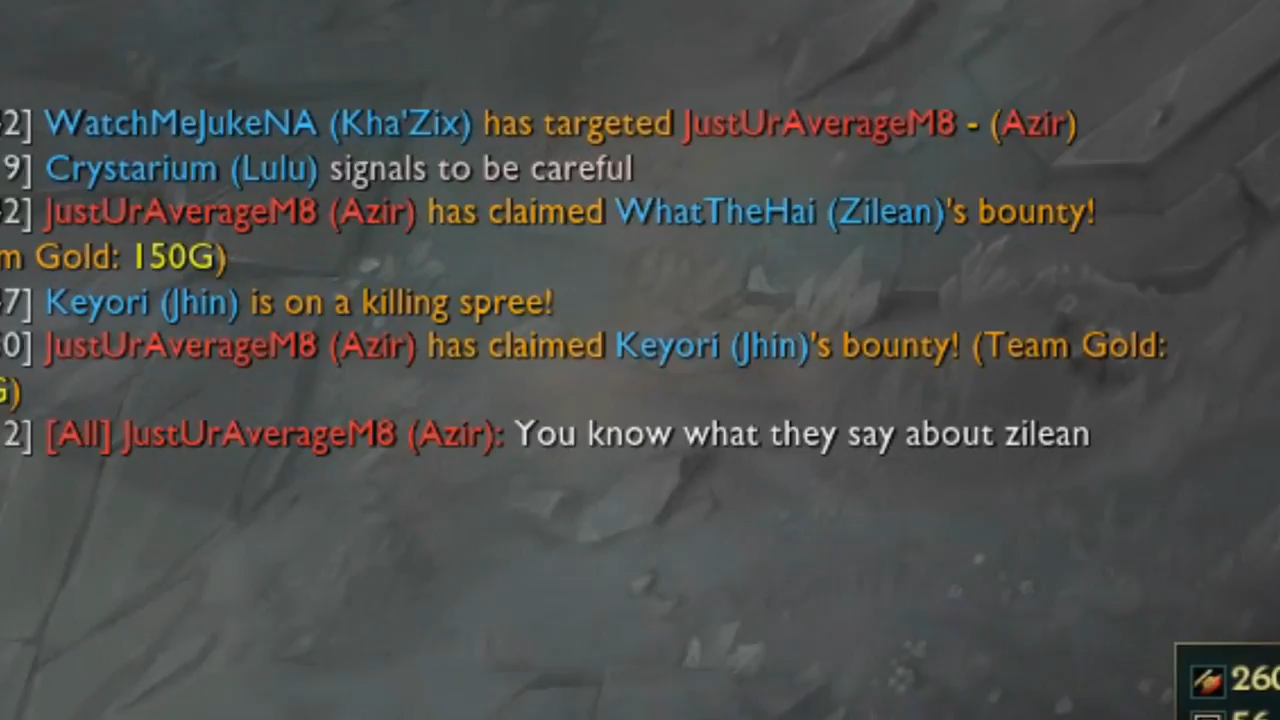 2] WatchMeJukeNA (Kha'Zix) has targeted JustUrAverageM8 - (Azir)
9] Crystarium (Lulu) signals to be careful
2] JustUrAverageM8 (Azir) has claimed WhatTheHai (Zilean)'s bounty!
m Gold: 150G)
7] Keyori (Jhin) is on a killing spree!
0] JustUrAverageM8 (Azir) has claimed Keyori (Jhin)'s bounty! (Team Gold:
G)
2] [All] JustUrAverageM8 (Azir): You know what they say about zilean
260